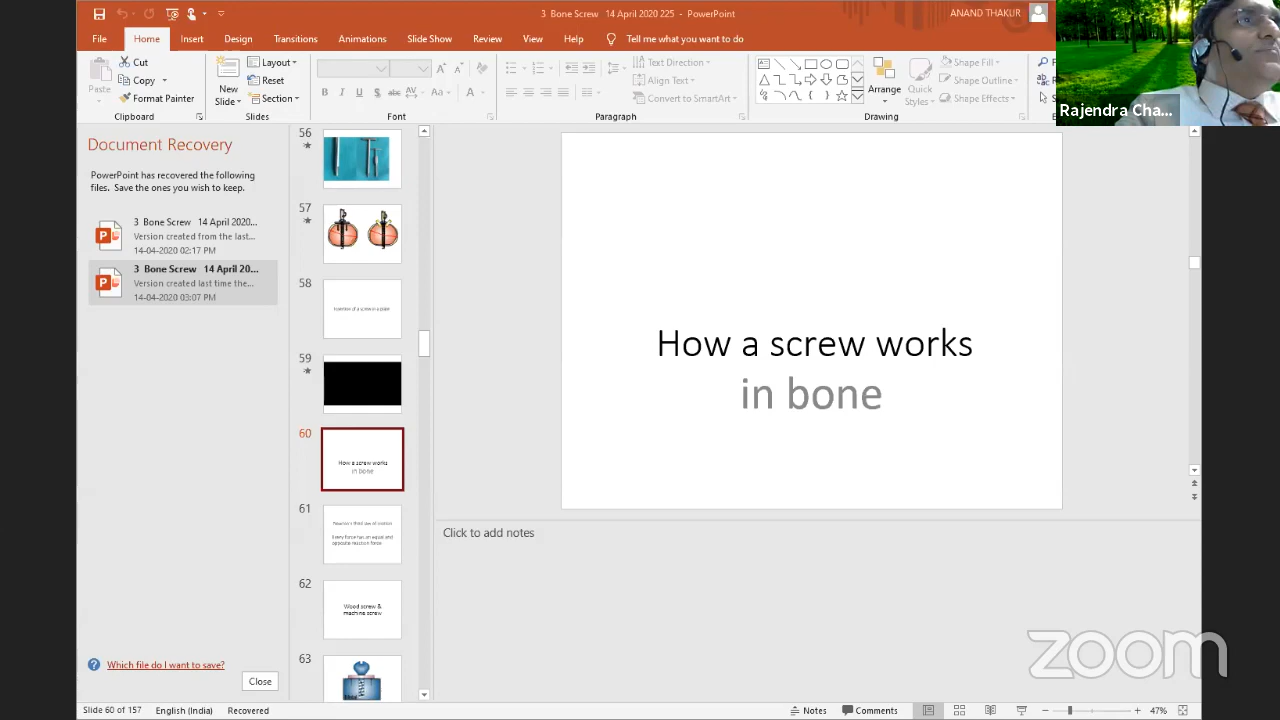 3 Bone Screw 14 April 2020 225 - PowerPoint
ANAND THAKUR
File Home Insert Design Transitions Animations Slide Show Review View Help Tell me what you want to do
Paste
Cut
Copy
Format Painter
Clipboard
New
Slide
Layout
Reset
Section
Slides
Font
Text Direction
Align Text
Convert to SmartArt
Paragraph
Arrange
Quick
Styles
Shape Fill
Shape Outline
Shape Effects
Drawing
Rajendra Cha...
Document Recovery
PowerPoint has recovered the following
files. Save the ones you wish to keep.
3 Bone Screw 14 April 2020...
Version created from the last...
14-04-2020 02:17 PM
3 Bone Screw 14 April 20...
Version created last time the...
14-04-2020 03:07 PM
Which file do I want to save?
Close
56
57
58
59
60
How a screw works
in bone
61
Newton's third law of motion
Every force has an equal and
opposite reaction force
62
Wood screw &
machine screw
63
How a screw works
in bone
Click to add notes
zoom
Slide 60 of 157 English (India) Recovered
Notes Comments 47%